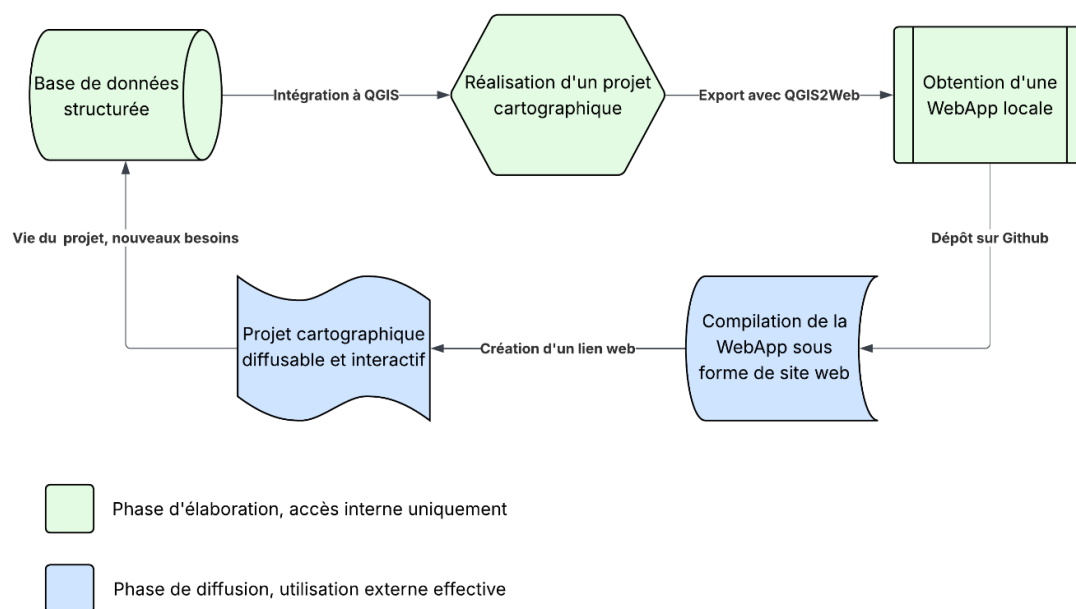 Base de données
structurée
Intégration à QGIS
Réalisation d'un projet
cartographique
Export avec QGIS2Web
Obtention d'une
WebApp locale
Vie du projet, nouveaux besoins
Dépôt sur Github
Projet cartographique
diffusable et interactif
Création d'un lien web
Compilation de la
WebApp sous
forme de site web
Phase d'élaboration, accès interne uniquement
Phase de diffusion, utilisation externe effective